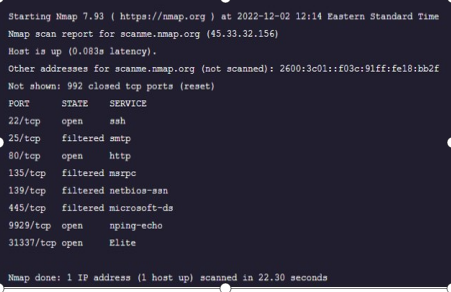 Starting Nmap 7.93 ( https://nmap.org ) at 2022-12-02 12:14 Eastern Standard Time
Nmap scan report for scanme.nmap.org (45.33.32.156)
Host is up (0.083s latency).
Other addresses for scanme.nmap.org (not scanned): 2600:3c01::f03c:91ff:fe18:bb2f
Not shown: 992 closed tcp ports (reset)
PORT STATE SERVICE
22/tcp open ssh
25/tcp filtered smtp
80/tcp open http
135/tcp filtered msrpc
139/tcp filtered netbios-ssn
445/tcp filtered microsoft-ds
9929/tcp open nping-echo
31337/tcp open Elite
Nmap done: 1 IP address (1 host up) scanned in 22.30 seconds